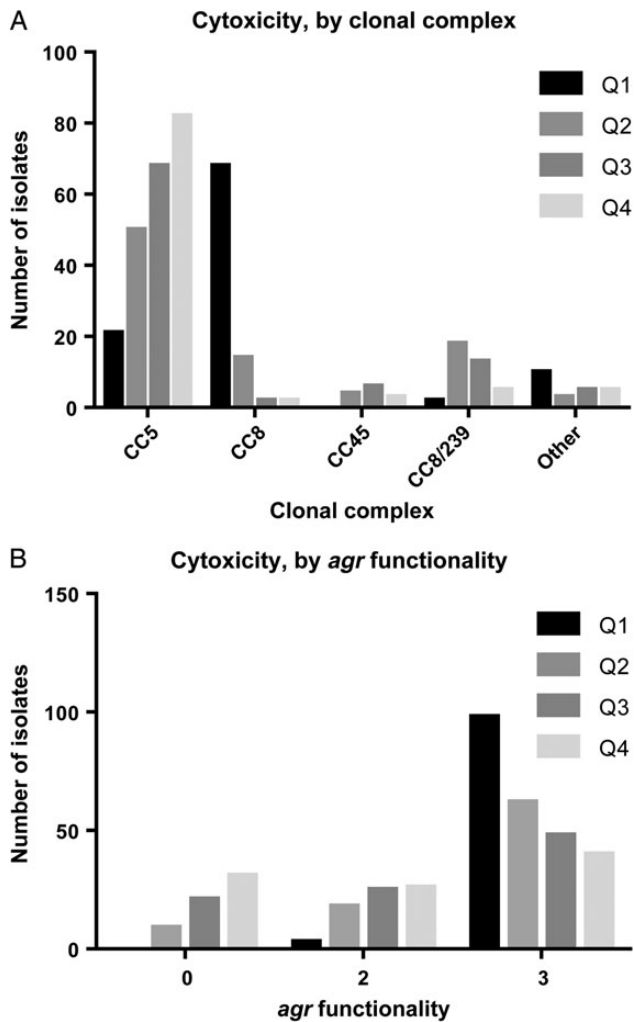 A
Cytotoxicity, by clonal complex
Number of isolates
100
80
60
40
20
0
Q1
Q2
Q3
Q4
CC5
CC8
CC45
CC8/239
Other
Clonal complex
B
Cytotoxicity, by agr functionality
Number of isolates
150
100
50
0
Q1
Q2
Q3
Q4
0
2
3
agr functionality